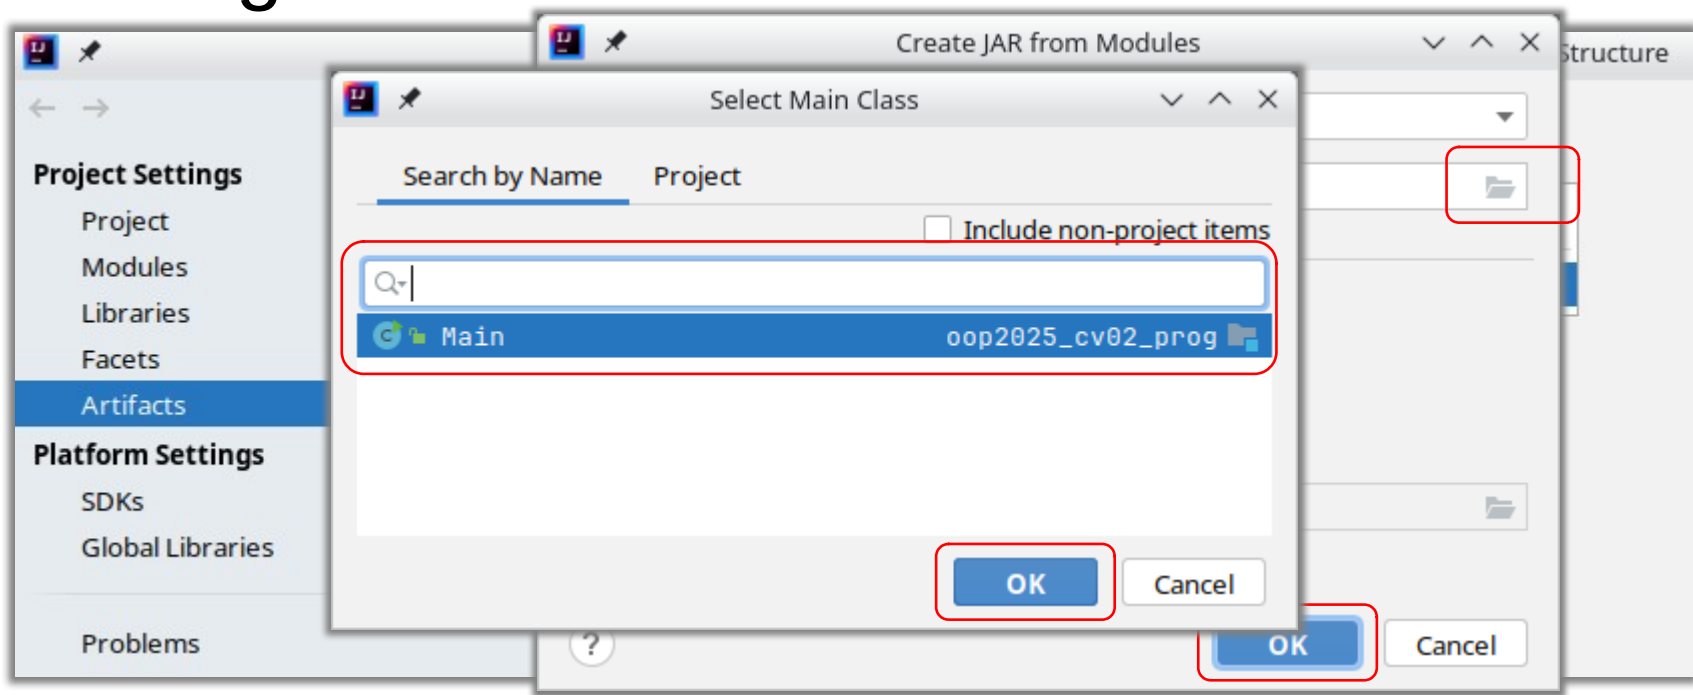 Create JAR from Modules
Structure
Select Main Class
Project Settings
Search by Name
Project
Project
Include non-project items
Modules
Libraries
Main
oop2025_cv02_prog
Facets
Artifacts
Platform Settings
SDKs
Global Libraries
OK
Cancel
Problems
?
OK
Cancel